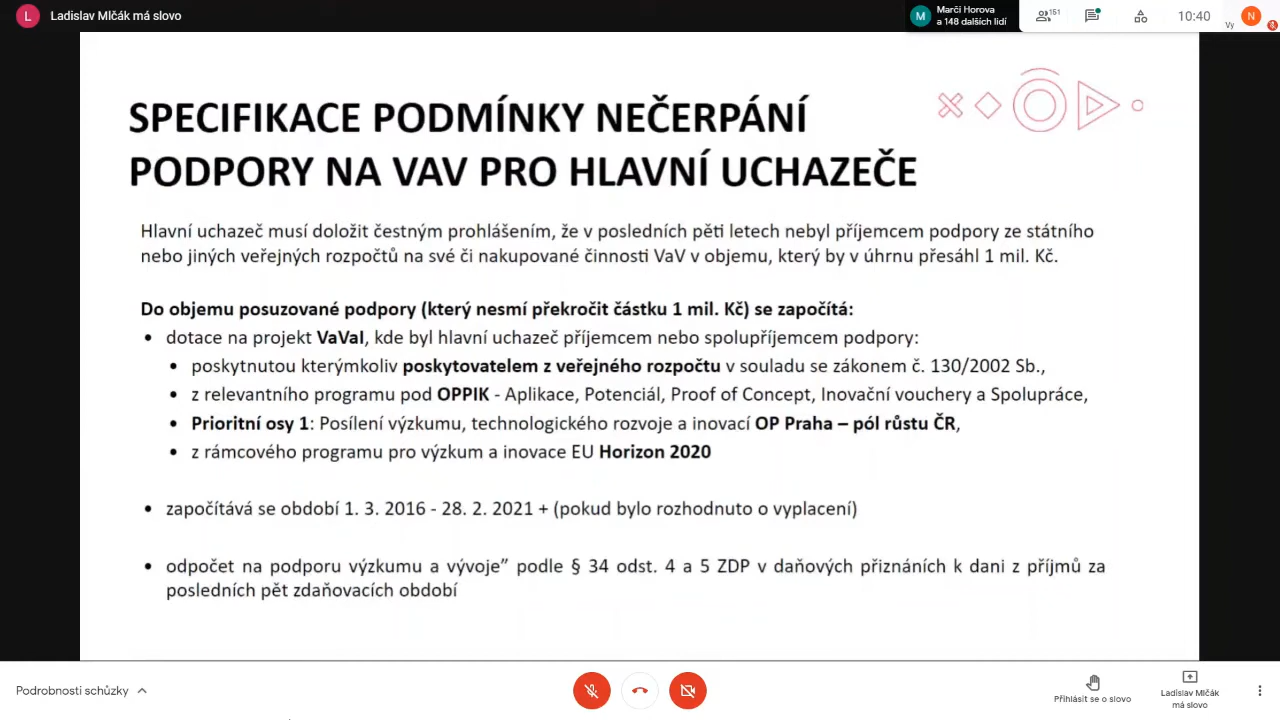 L
Ladislav Mlčák má slovo
M
Marči Horova
a 148 dalších lidí
151
10:40
Vy
N
SPECIFIKACE PODMÍNKY NEČERPÁNÍ
PODPORY NA VAV PRO HLAVNÍ UCHAZEČE
Hlavní uchazeč musí doložit čestným prohlášením, že v posledních pěti letech nebyl příjemcem podpory ze státního
nebo jiných veřejných rozpočtů na své či nakupované činnosti VaV v objemu, který by v úhrnu přesáhl 1 mil. Kč.
Do objemu posuzované podpory (který nesmí překročit částku 1 mil. Kč) se započítá:
• dotace na projekt VaVaI, kde byl hlavní uchazeč příjemcem nebo spolupříjemcem podpory:
• poskytnutou kterýmkoliv poskytovatelem z veřejného rozpočtu v souladu se zákonem č. 130/2002 Sb.,
• z relevantního programu pod OPPIK - Aplikace, Potenciál, Proof of Concept, Inovační vouchery a Spolupráce,
• Prioritní osy 1: Posílení výzkumu, technologického rozvoje a inovací OP Praha – pól růstu ČR,
• z rámcového programu pro výzkum a inovace EU Horizon 2020
• započítává se období 1. 3. 2016 - 28. 2. 2021 + (pokud bylo rozhodnuto o vyplacení)
• odpočet na podporu výzkumu a vývoje” podle § 34 odst. 4 a 5 ZDP v daňových přiznáních k dani z příjmů za
posledních pět zdaňovacích období
Podrobnosti schůzky
Přihlásit se o slovo
Ladislav Mlčák
má slovo